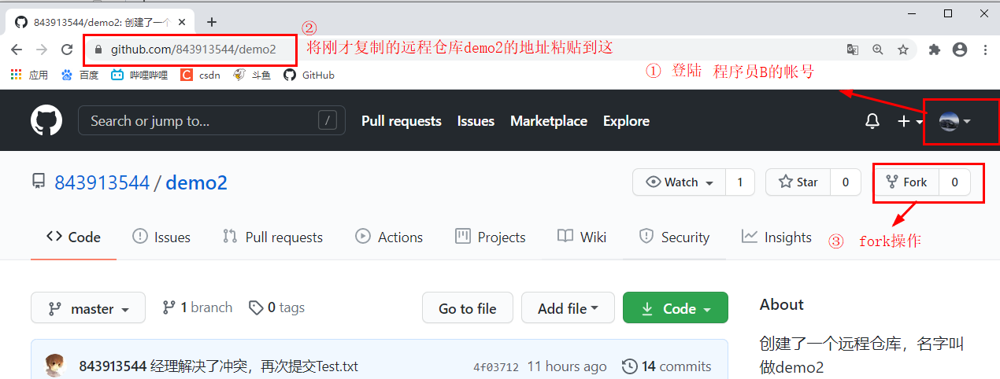 843913544/demo2: 创建了一个
②
github.com/843913544/demo2
将刚才复制的远程仓库demo2的地址粘贴到这
应用 百度 哔哩哔哩 csdn 斗鱼 GitHub
① 登陆 程序员B的帐号
Search or jump to... /
Pull requests Issues Marketplace Explore
843913544 / demo2
Watch 1 Star 0 Fork 0
Code Issues Pull requests Actions Projects Wiki Security Insights
③ fork操作
master 1 branch 0 tags Go to file Add file Code
About
创建了一个远程仓库，名字叫
做demo2
843913544 经理解决了冲突，再次提交Test.txt 4f03712 11 hours ago 14 commits